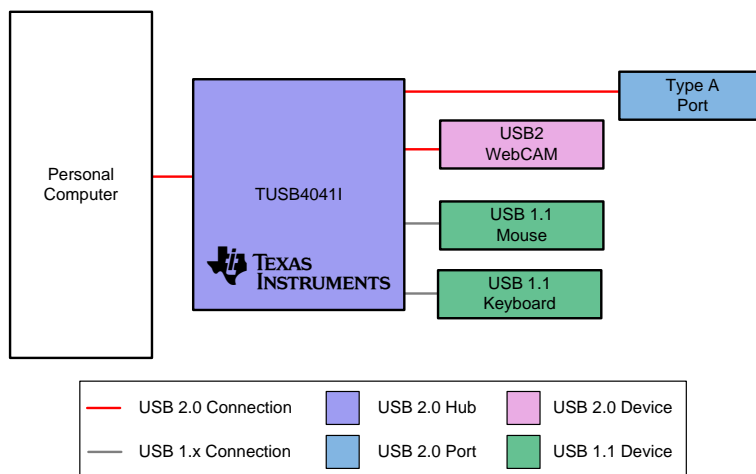 Personal
Computer
TUSB4041I
TEXAS
INSTRUMENTS
Type A
Port
USB2
WebCAM
USB 1.1
Mouse
USB 1.1
Keyboard
USB 2.0 Connection
USB 2.0 Hub
USB 2.0 Device
USB 1.x Connection
USB 2.0 Port
USB 1.1 Device